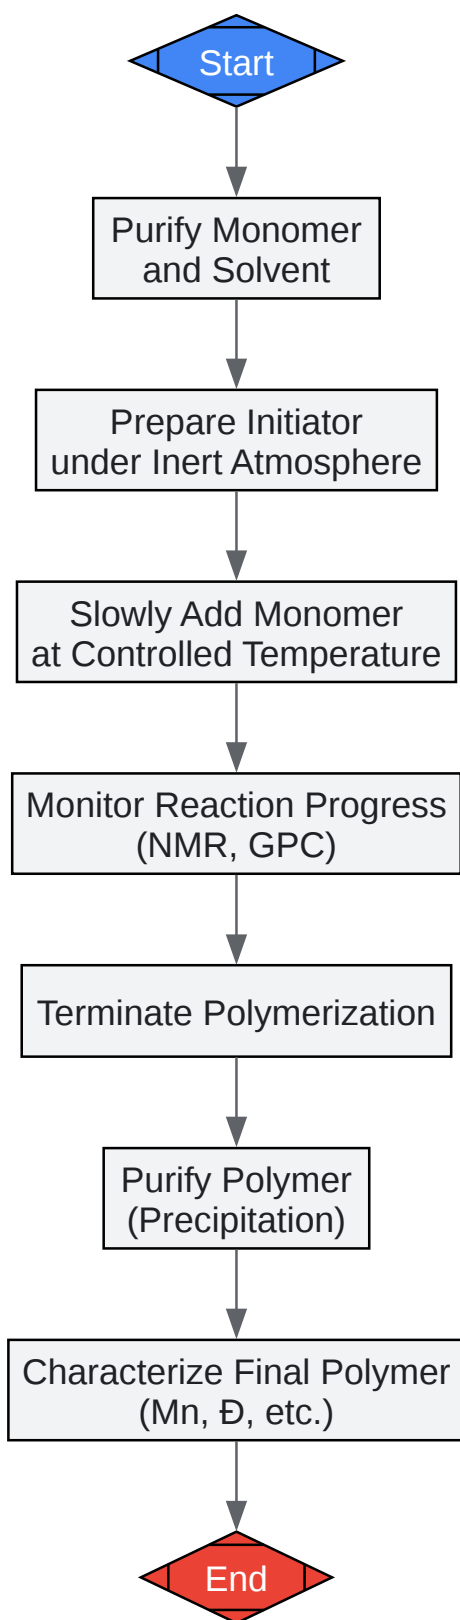 Start
Purify Monomer
and Solvent
Prepare Initiator
under Inert Atmosphere
Slowly Add Monomer
at Controlled Temperature
Monitor Reaction Progress
(NMR, GPC)
Terminate Polymerization
Purify Polymer
(Precipitation)
Characterize Final Polymer
(Mn, Đ, etc.)
End